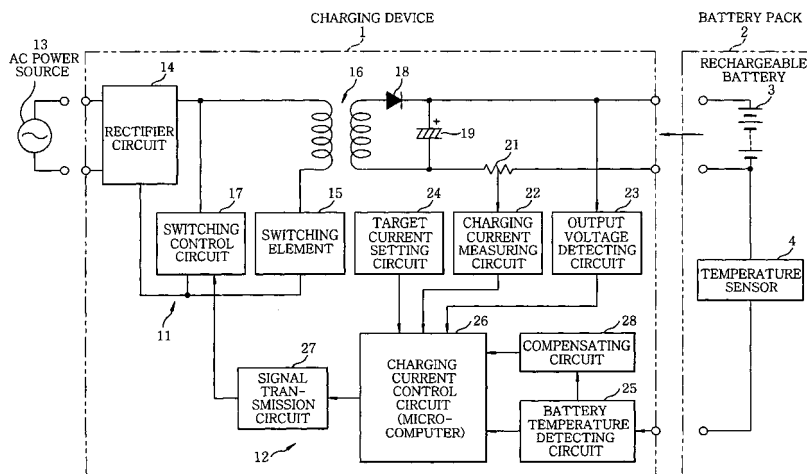 CHARGING DEVICE
1
BATTERY PACK
2
13
AC POWER
SOURCE
14
RECTIFIER
CIRCUIT
16
18
+
19
21
RECHARGEABLE
BATTERY
3
17
SWITCHING
CONTROL
CIRCUIT
15
SWITCHING
ELEMENT
24
TARGET
CURRENT
SETTING
CIRCUIT
22
CHARGING
CURRENT
MEASURING
CIRCUIT
23
OUTPUT
VOLTAGE
DETECTING
CIRCUIT
4
TEMPERATURE
SENSOR
11
27
SIGNAL
TRAN-
SMISSION
CIRCUIT
12
26
CHARGING
CURRENT
CONTROL
CIRCUIT
(MICRO-
COMPUTER)
28
COMPENSATING
CIRCUIT
25
BATTERY
TEMPERATURE
DETECTING
CIRCUIT